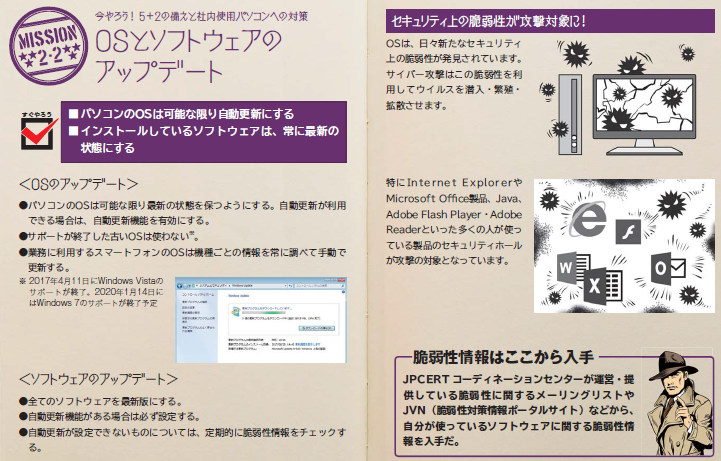 今やろう！ 5+2の備えと社内使用パソコンへの対策
MISSION
2-2
OSとソフトウェアの
アップデート
すぐやろう
■パソコンのOSは可能な限り自動更新にする
■インストールしているソフトウェアは、常に最新の
状態にする
＜OSのアップデート＞
●パソコンのOSは可能な限り最新の状態を保つようにする。自動更新が利用
できる場合は、自動更新機能を有効にする。
●サポートが終了した古いOSは使わない※。
●業務に利用するスマートフォンのOSは機種ごとの情報を常に調べて手動で
更新する。
※ 2017年4月11日にWindows Vistaの
サポートが終了。2020年1月14日に
はWindows 7のサポートが終了予定
＜ソフトウェアのアップデート＞
●全てのソフトウェアを最新版にする。
●自動更新機能がある場合は必ず設定する。
●自動更新が設定できないものについては、定期的に脆弱性情報をチェックす
る。
セキュリティ上の脆弱性が攻撃対象に！
OSは、日々新たなセキュリティ
上の脆弱性が発見されています。
サイバー攻撃はこの脆弱性を利
用してウイルスを潜入・繁殖・
拡散させます。
特にInternet Explorerや
Microsoft Office製品、Java、
Adobe Flash Player・Adobe
Readerといった多くの人が使っ
ている製品のセキュリティホール
が攻撃の対象となっています。
脆弱性情報はここから入手
JPCERT コーディネーションセンターが運営・提
供している脆弱性に関するメーリングリストや
JVN（脆弱性対策情報ポータルサイト）などから、
自分が使っているソフトウェアに関する脆弱性情
報を入手だ。